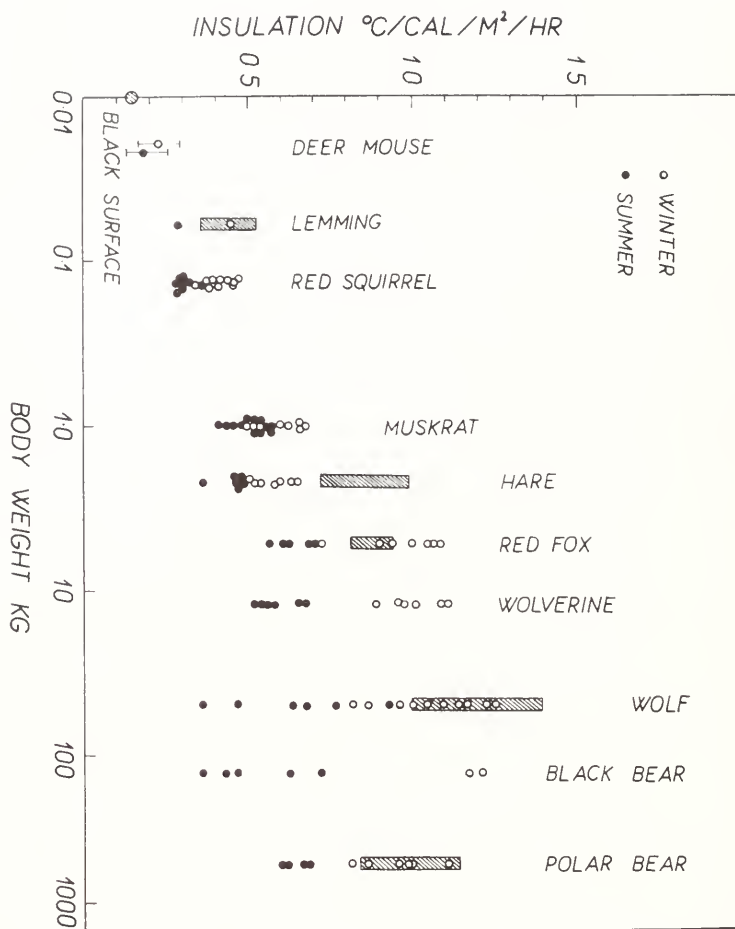 INSULATION °C/CAL/M²/HR
0 5
1 0
1 5
0·01
0·1
1·0
10
100
1000
BODY WEIGHT KG
BLACK SURFACE
○ WINTER
● SUMMER
DEER MOUSE
LEMMING
RED SQUIRREL
MUSKRAT
HARE
RED FOX
WOLVERINE
WOLF
BLACK BEAR
POLAR BEAR